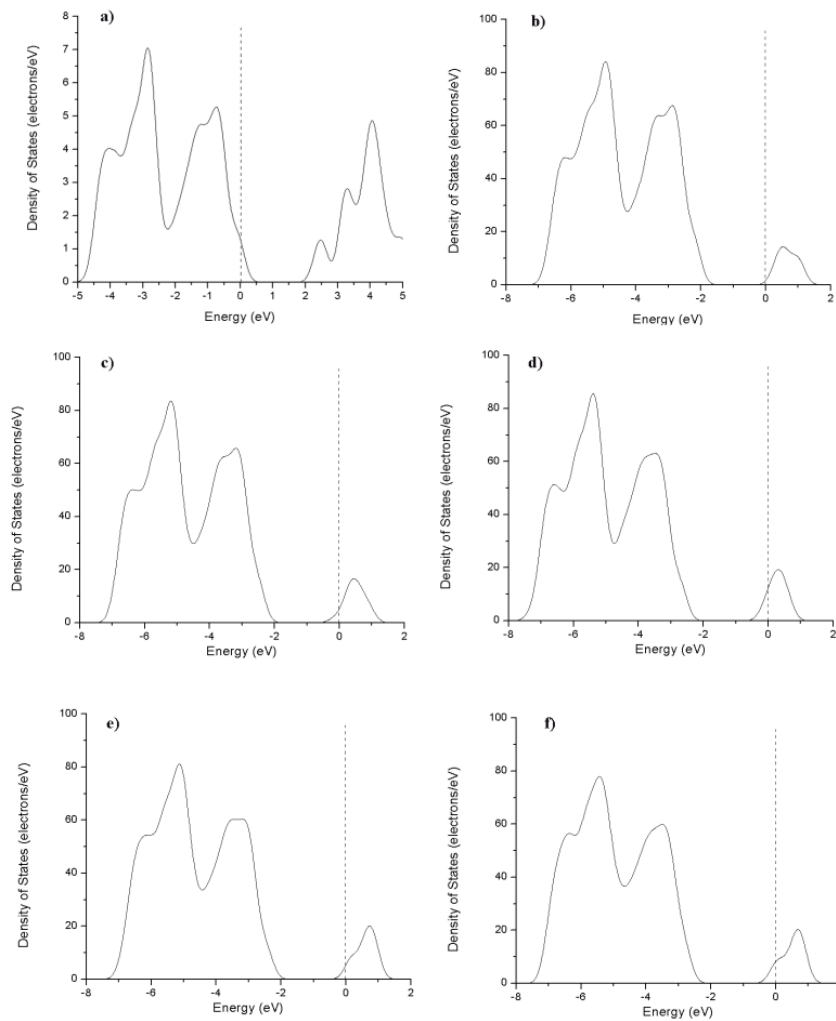 a)
8
7
6
5
4
3
2
1
0
Density of States (electrons/eV)
-5 -4 -3 -2 -1 0 1 2 3 4 5
Energy (eV)
b)
100
80
60
40
20
0
Density of States (electrons/eV)
-8 -6 -4 -2 0 2
Energy (eV)
c)
100
80
60
40
20
0
Density of States (electrons/eV)
-8 -6 -4 -2 0 2
Energy (eV)
d)
100
80
60
40
20
0
Density of States (electrons/eV)
-8 -6 -4 -2 0 2
Energy (eV)
e)
100
80
60
40
20
0
Density of States (electrons/eV)
-8 -6 -4 -2 0 2
Energy (eV)
f)
100
80
60
40
20
0
Density of States (electrons/eV)
-8 -6 -4 -2 0
Energy (eV)